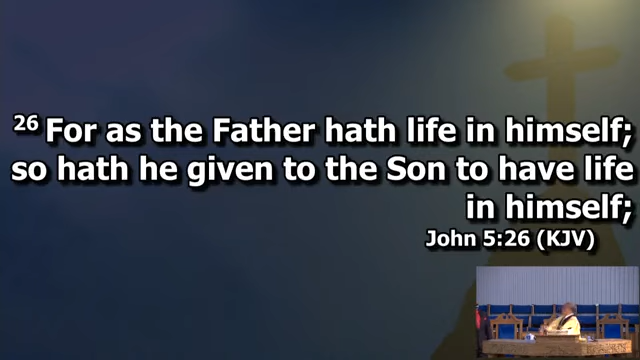 26 For as the Father hath life in himself;
so hath he given to the Son to have life
in himself;
John 5:26 (KJV)